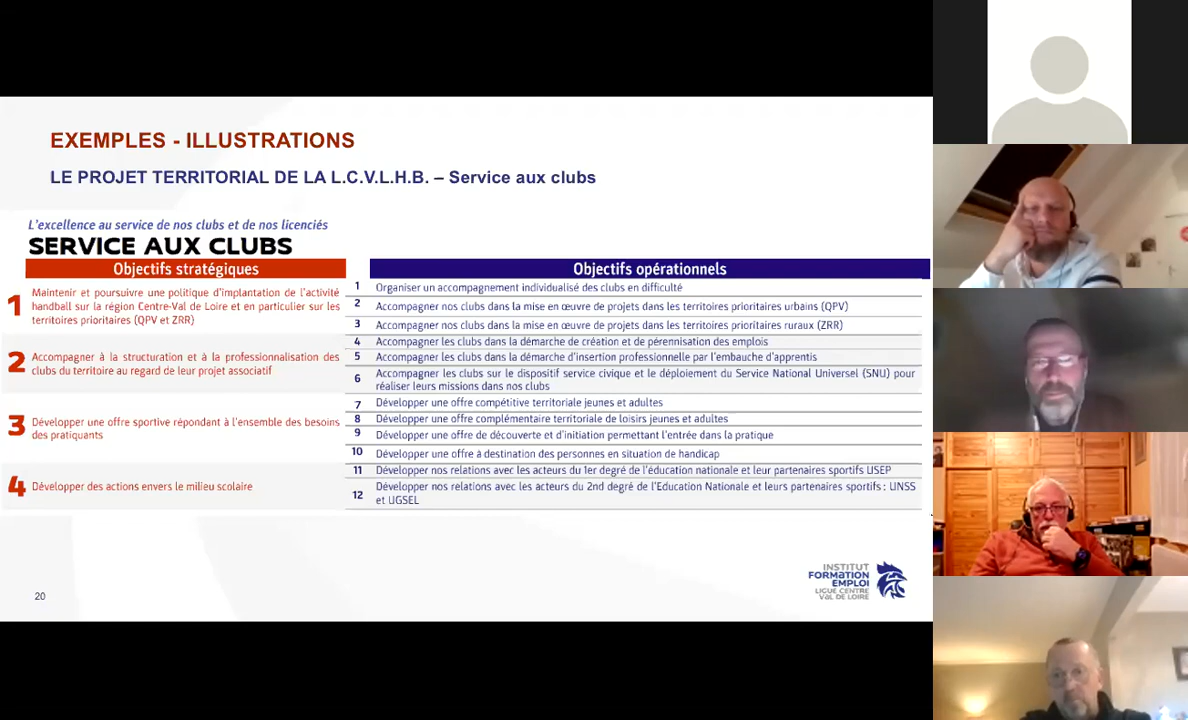 EXEMPLES - ILLUSTRATIONS
LE PROJET TERRITORIAL DE LA L.C.V.L.H.B. – Service aux clubs
L'excellence au service de nos clubs et de nos licenciés
SERVICE AUX CLUBS
Objectifs stratégiques
1
Maintenir et poursuivre une politique d'implantation de l'activité
handball sur la région Centre-Val de Loire et en particulier sur les
territoires prioritaires (QPV et ZRR)
2
Accompagner à la structuration et à la professionnalisation des
clubs du territoire au regard de leur projet associatif
3
Développer une offre sportive répondant à l'ensemble des besoins
des pratiquants
4
Développer des actions envers le milieu scolaire
Objectifs opérationnels
1 Organiser un accompagnement individualisé des clubs en difficulté
2 Accompagner nos clubs dans la mise en œuvre de projets dans les territoires prioritaires urbains (QPV)
3 Accompagner nos clubs dans la mise en œuvre de projets dans les territoires prioritaires ruraux (ZRR)
4 Accompagner les clubs dans la démarche de création et de pérennisation des emplois
5 Accompagner les clubs dans la démarche d'insertion professionnelle par l'embauche d'apprentis
6 Accompagner les clubs sur le dispositif service civique et le déploiement du Service National Universel (SNU) pour
réaliser leurs missions dans nos clubs
7 Développer une offre compétitive territoriale jeunes et adultes
8 Développer une offre complémentaire territoriale de loisirs jeunes et adultes
9 Développer une offre de découverte et d'initiation permettant l'entrée dans la pratique
10 Développer une offre à destination des personnes en situation de handicap
11 Développer nos relations avec les acteurs du 1er degré de l'éducation nationale et leur partenaires sportifs USEP
12 Développer nos relations avec les acteurs du 2nd degré de l'Education Nationale et leurs partenaires sportifs : UNSS
et UGSEL
INSTITUT
FORMATION
EMPLOI
LIGUE CENTRE
VAL DE LOIRE
20